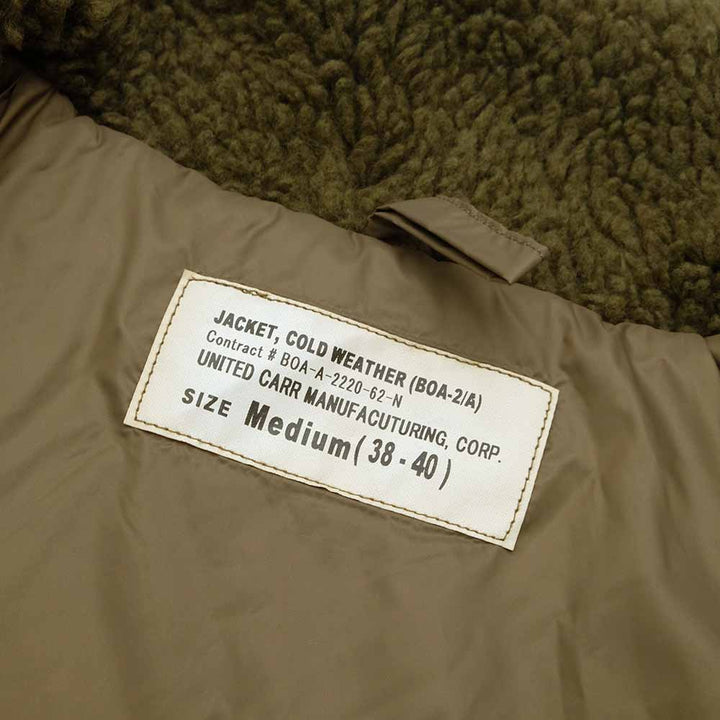 JACKET, COLD WEATHER (BOA-2/A)
Contract # BOA-A-2220-62-N
UNITED CARR MANUFACUTURING, CORP.
SIZE Medium (38-40)